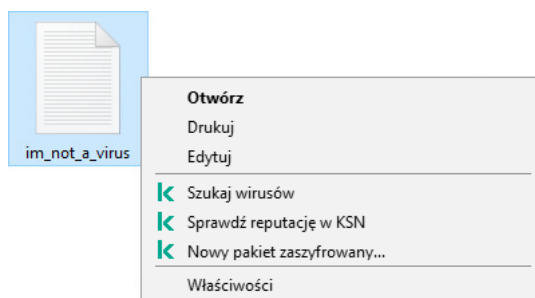 im_not_a_virus
Otwórz
Drukuj
Edytuj
Szukaj wirusów
Sprawdź reputację w KSN
Nowy pakiet zaszyfrowany...
Właściwości